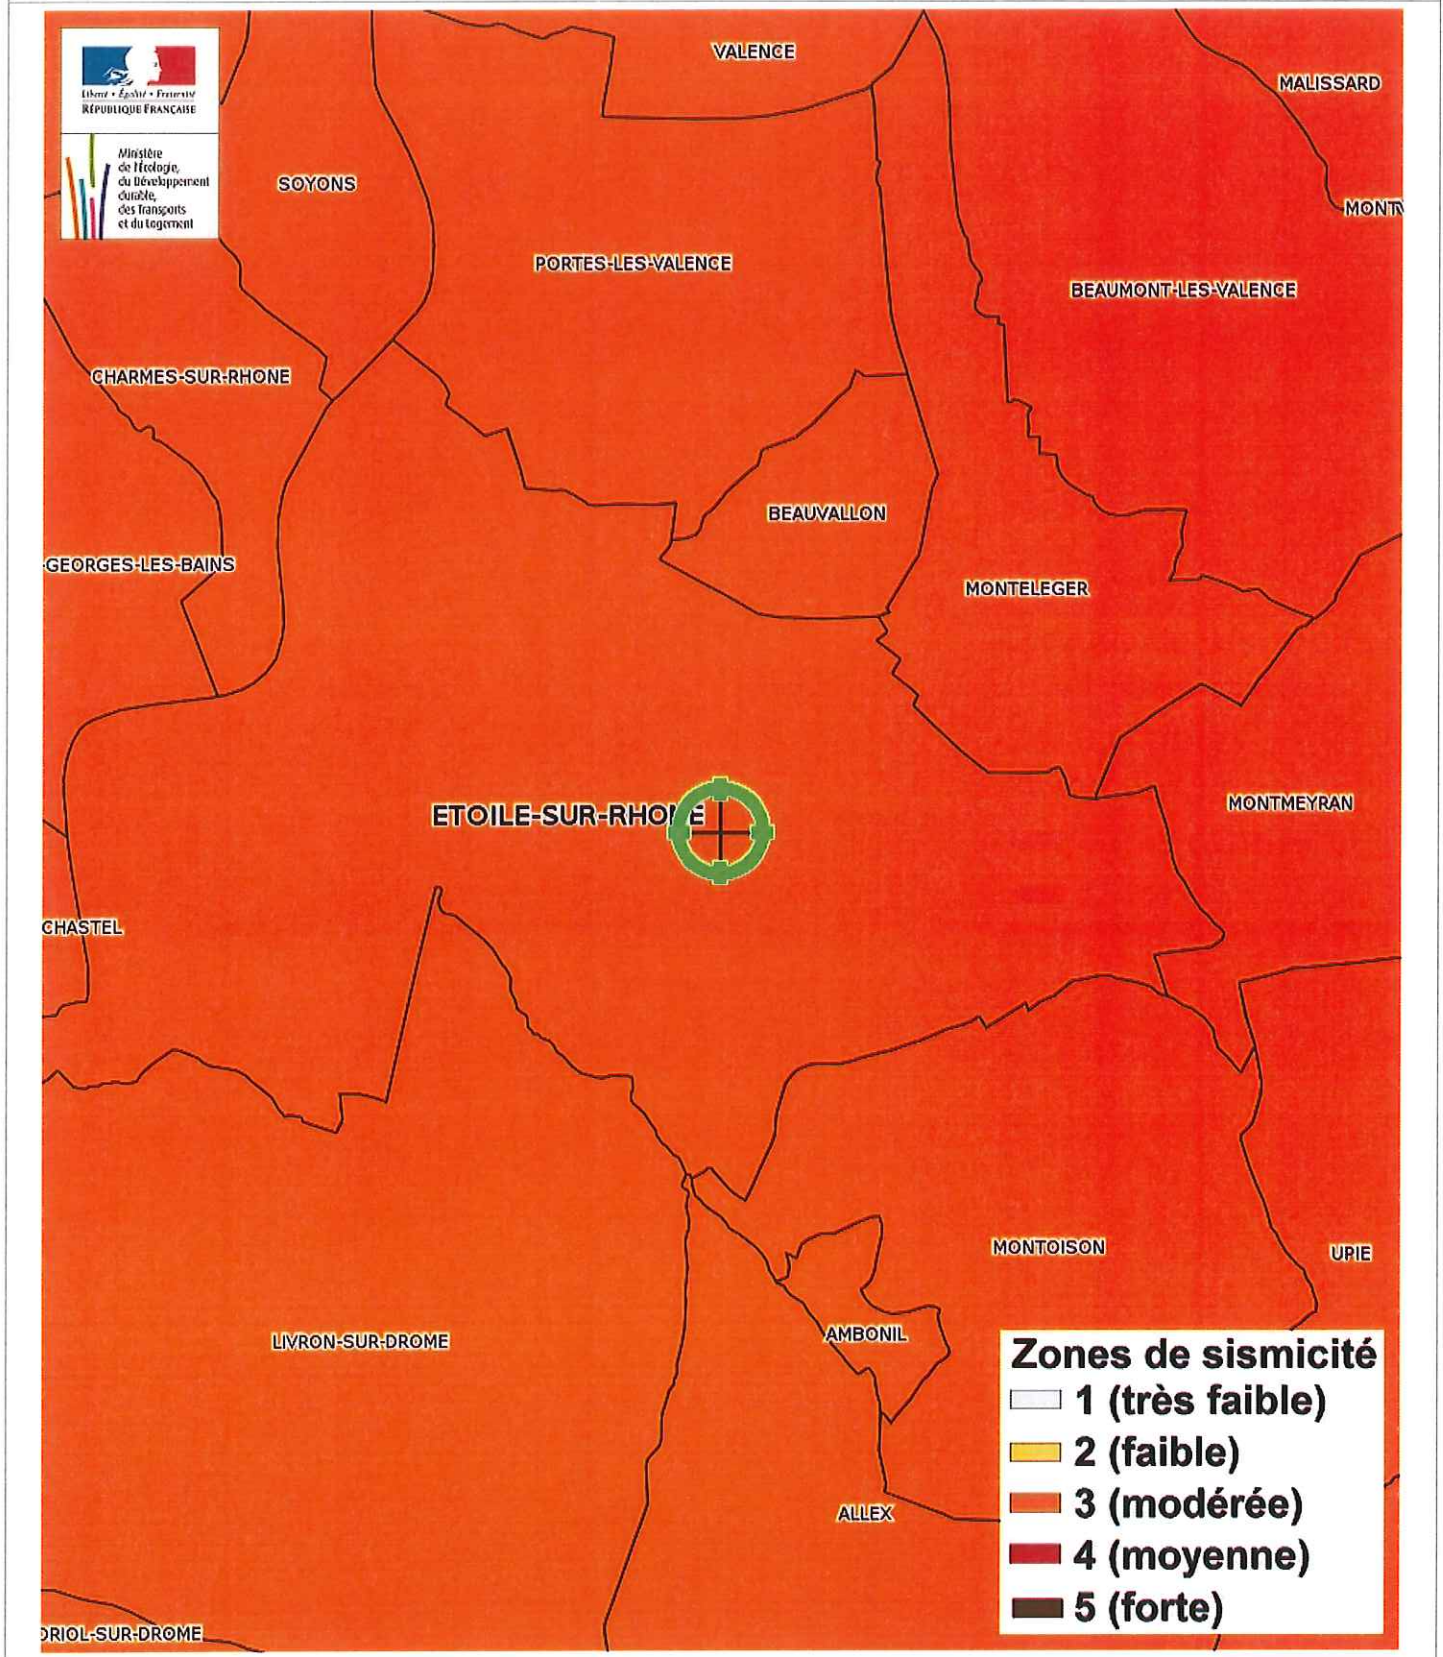 Liberté • Égalité • Fraternité
RÉPUBLIQUE FRANÇAISE
Ministère
de l'Écologie,
du Développement
durable,
des Transports
et du Logement
VALENCE
MALISSARD
SOYONS
MONTV
PORTES-LES-VALENCE
BEAUMONT-LES-VALENCE
CHARMES-SUR-RHONE
BEAUVALLON
-GEORGES-LES-BAINS
MONTELEGER
MONTMEYRAN
ETOILE-SUR-RHONE
CHASTEL
MONTOISON
UPIE
AMBONIL
LIVRON-SUR-DROME
ALLEX
ORIOL-SUR-DROME
Zones de sismicité
1 (très faible)
2 (faible)
3 (modérée)
4 (moyenne)
5 (forte)